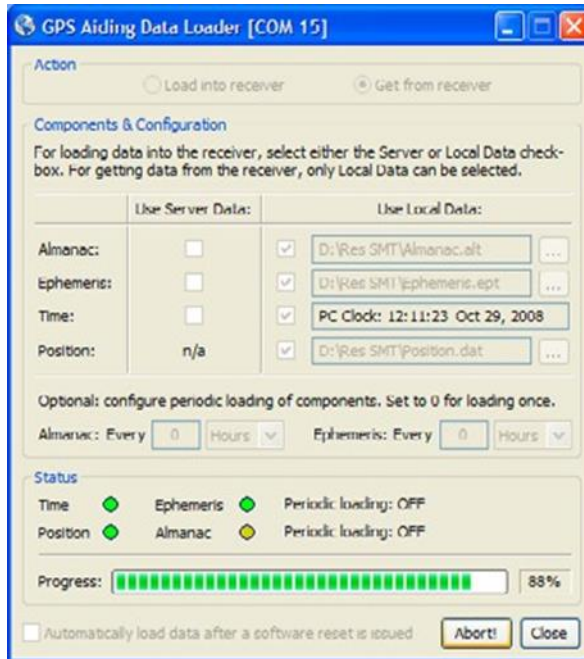 GPS Aiding Data Loader [COM 15]
Action
Load into receiver Get from receiver
Components & Configuration
For loading data into the receiver, select either the Server or Local Data check-
box. For getting data from the receiver, only Local Data can be selected.
Use Server Data: Use Local Data:
Almanac: D:\Res SMT\Almanac.alt ...
Ephemeris: D:\Res SMT\Ephemeris.ept ...
Time: PC Clock: 12:11:23 Oct 29, 2008
Position: n/a D:\Res SMT\Position.dat ...
Optional: configure periodic loading of components. Set to 0 for loading once.
Almanac: Every 0 Hours Ephemeris: Every 0 Hours
Status
Time Ephemeris Periodic loading: OFF
Position Almanac Periodic loading: OFF
Progress: 88%
Automatically load data after a software reset is issued Abort! Close